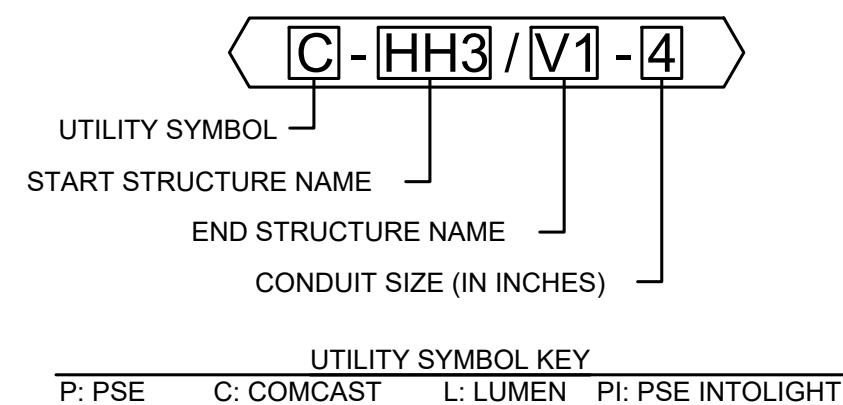 C - HH3 / V1 - 4
UTILITY SYMBOL
START STRUCTURE NAME
END STRUCTURE NAME
CONDUIT SIZE (IN INCHES)
UTILITY SYMBOL KEY
P: PSE C: COMCAST L: LUMEN PI: PSE INTOLIGHT